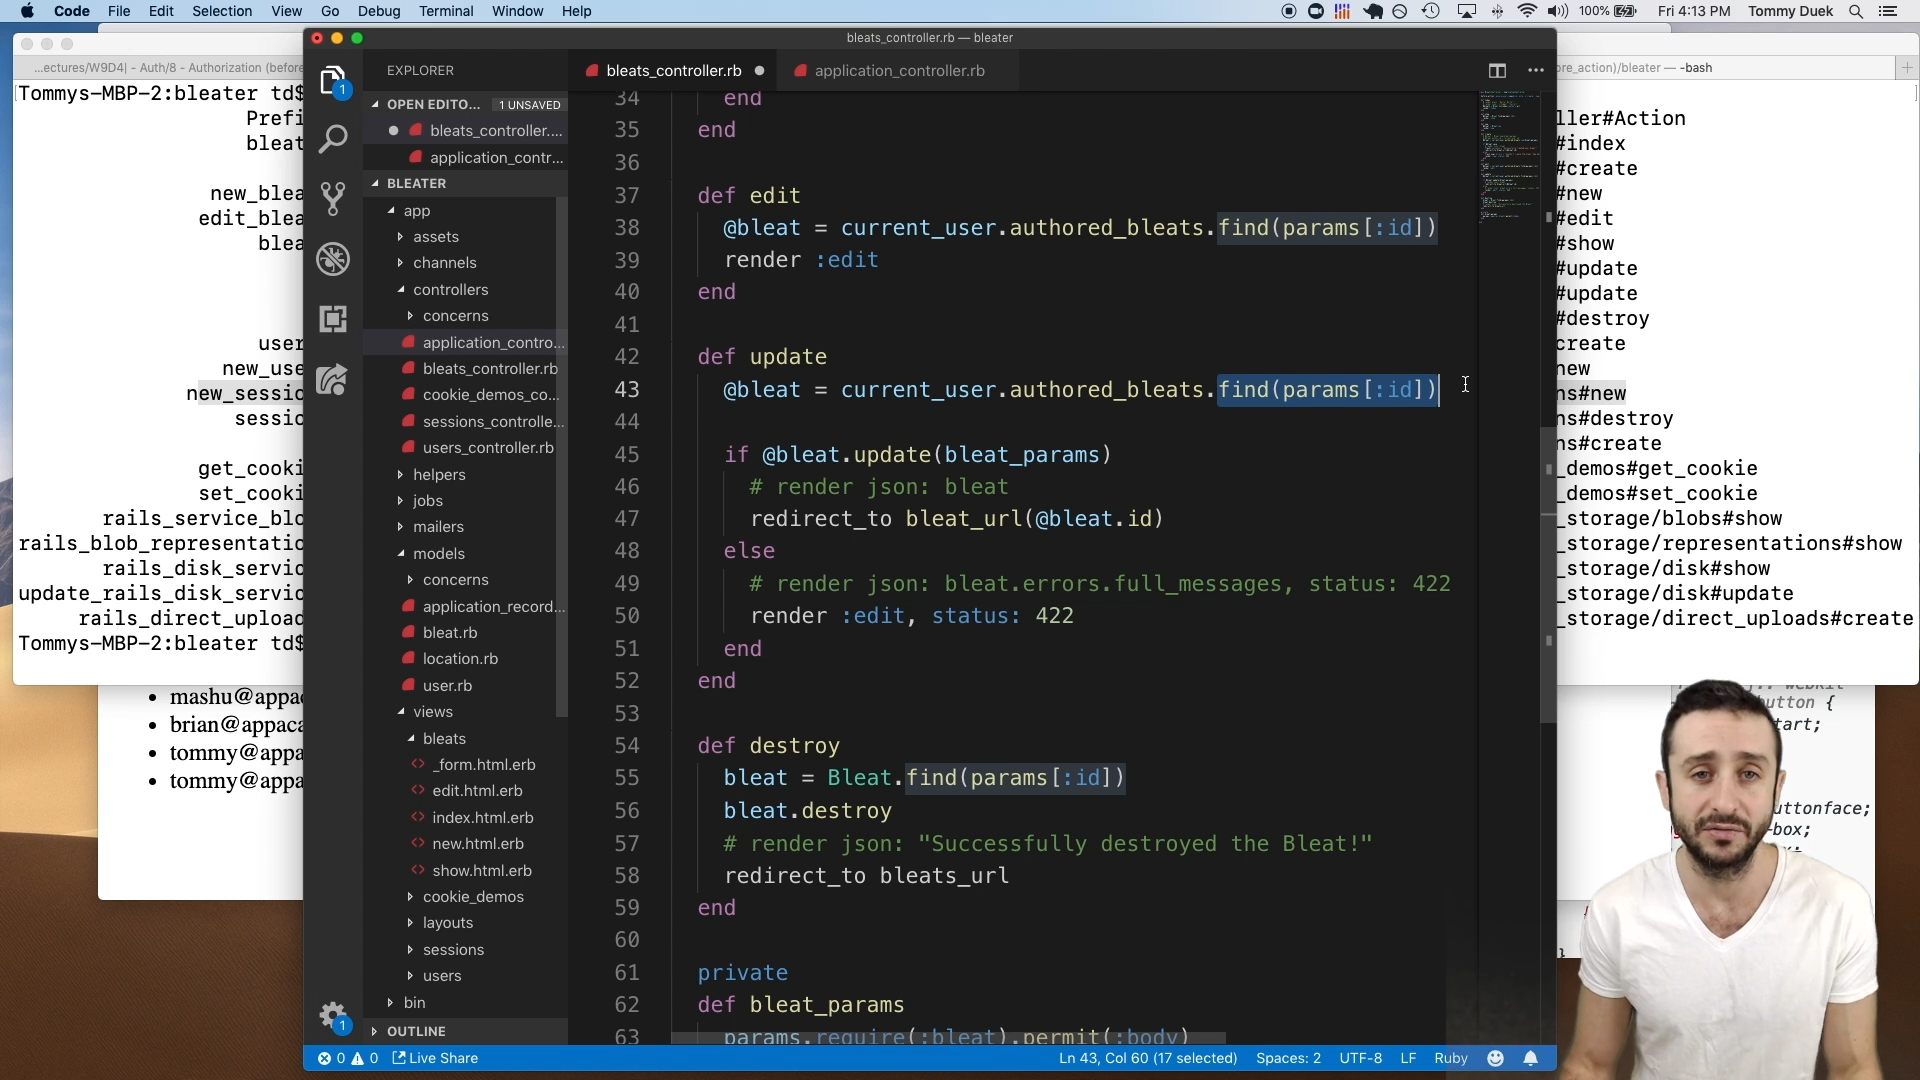 Code File Edit Selection View Go Debug Terminal Window Help
100% Fri 4:13 PM Tommy Duek
bleats_controller.rb — bleater
...ectures/W9D4| - Auth/8 - Authorization (before
Tommys-MBP-2:bleater td$
Prefi
bleat
new_blea
edit_blea
blea
user
new_use
new_sessio
sessio
get_cooki
set_cooki
rails_service_blo
rails_blob_representatio
rails_disk_servic
update_rails_disk_servic
rails_direct_upload
Tommys-MBP-2:bleater td$
mashu@appac
brian@appaca
tommy@appa
tommy@appa
EXPLORER
1
OPEN EDITO... 1 UNSAVED
bleats_controller....
application_contr...
BLEATER
app
assets
channels
controllers
concerns
application_contro...
bleats_controller.rb
cookie_demos_co...
sessions_controlle...
users_controller.rb
helpers
jobs
mailers
models
concerns
application_record...
bleat.rb
location.rb
user.rb
views
bleats
_form.html.erb
edit.html.erb
index.html.erb
new.html.erb
show.html.erb
cookie_demos
layouts
sessions
users
bin
OUTLINE
1
bleats_controller.rb application_controller.rb
34 end
35 end
36
37 def edit
38 @bleat = current_user.authored_bleats.find(params[:id])
39 render :edit
40 end
41
42 def update
43 @bleat = current_user.authored_bleats.find(params[:id])
44
45 if @bleat.update(bleat_params)
46 # render json: bleat
47 redirect_to bleat_url(@bleat.id)
48 else
49 # render json: bleat.errors.full_messages, status: 422
50 render :edit, status: 422
51 end
52 end
53
54 def destroy
55 bleat = Bleat.find(params[:id])
56 bleat.destroy
57 # render json: "Successfully destroyed the Bleat!"
58 redirect_to bleats_url
59 end
60
61 private
62 def bleat_params
63 params.require(:bleat).permit(:body)
0 0 Live Share Ln 43, Col 60 (17 selected) Spaces: 2 UTF-8 LF Ruby
ore_action)/bleater — -bash
ller#Action
#index
#create
#new
#edit
#show
#update
#update
#destroy
create
new
ns#new
ns#destroy
ns#create
_demos#get_cookie
_demos#set_cookie
_storage/blobs#show
_storage/representations#show
_storage/disk#show
_storage/disk#update
_storage/direct_uploads#create
button {
tart;
uttonface;
-box;